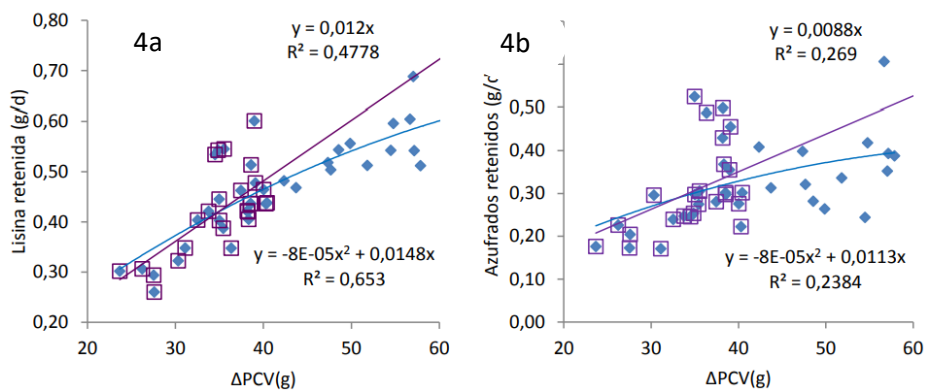 4a
y = 0,012x
R² = 0,4778
y = -8E-05x² + 0,0148x
R² = 0,653
Lisina retenida (g/d)
0,80
0,70
0,60
0,50
0,40
0,30
0,20
20 30 40 50 60
ΔPCV(g)
4b
y = 0,0088x
R² = 0,269
y = -8E-05x² + 0,0113x
R² = 0,2384
Azufrados retenidos (g/
0,50
0,40
0,30
0,20
0,10
0,00
20 30 40 50 60
ΔPCV(g)